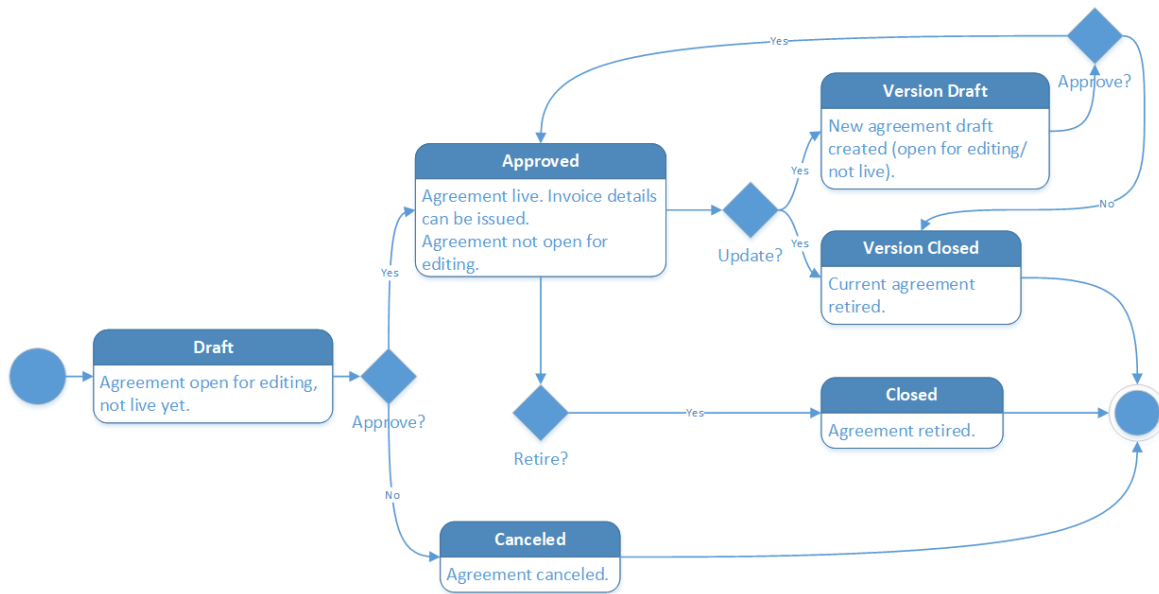 Yes
Approve?
Version Draft
New agreement draft
created (open for editing/
not live).
Approved
Agreement live. Invoice details
can be issued.
Agreement not open for
editing.
Yes
Update?
Yes
No
Version Closed
Current agreement
retired.
Yes
Draft
Agreement open for editing,
not live yet.
Approve?
Retire?
Yes
Closed
Agreement retired.
No
Canceled
Agreement canceled.